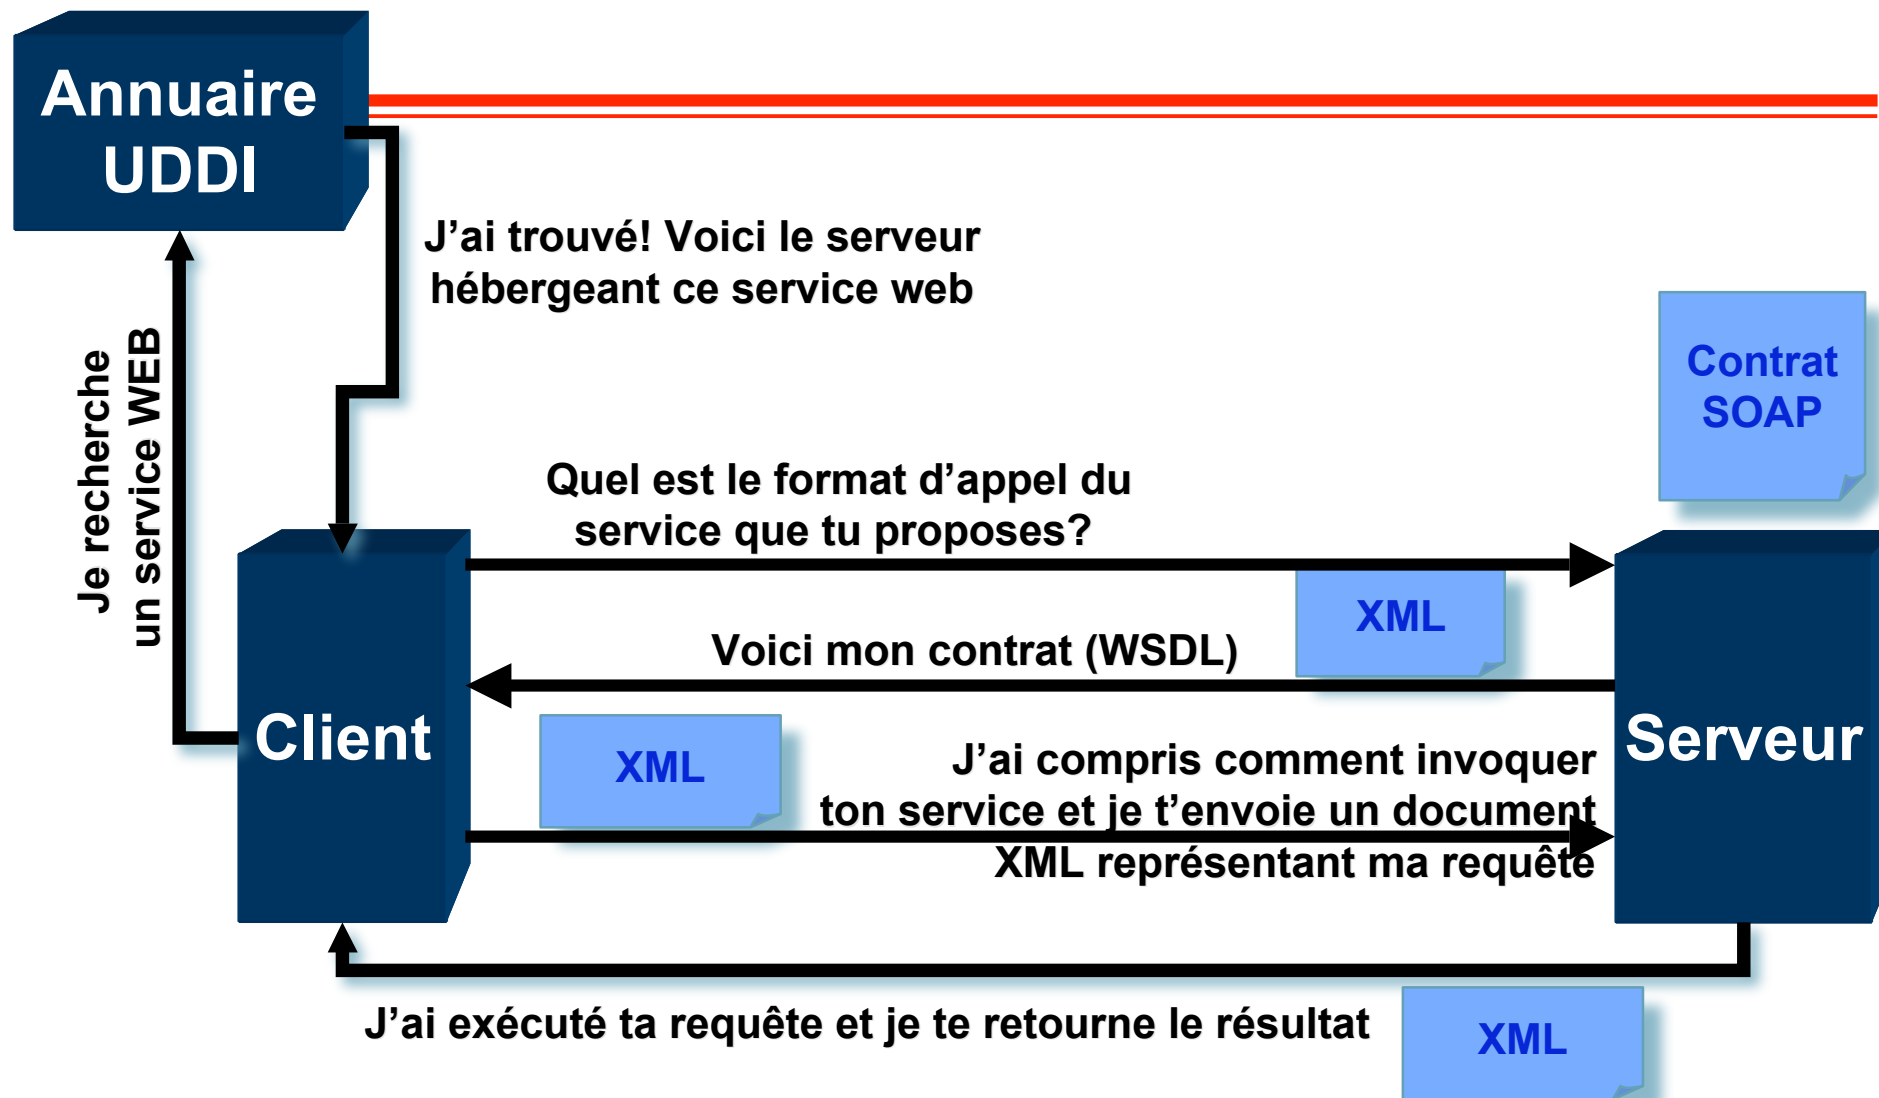 Annuaire
UDDI
J’ai trouvé! Voici le serveur
hébergeant ce service web
Je recherche
un service WEB
Contrat
SOAP
Quel est le format d’appel du
service que tu proposes?
XML
Voici mon contrat (WSDL)
Client
Serveur
XML
J’ai compris comment invoquer
ton service et je t’envoie un document
XML représentant ma requête
J’ai exécuté ta requête et je te retourne le résultat
XML